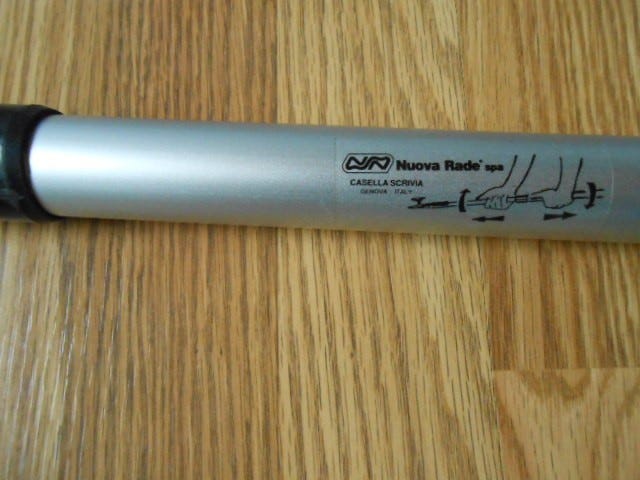 NR Nuova Rade® spa
CASELLA SCRIVIA
GENOVA ITALY